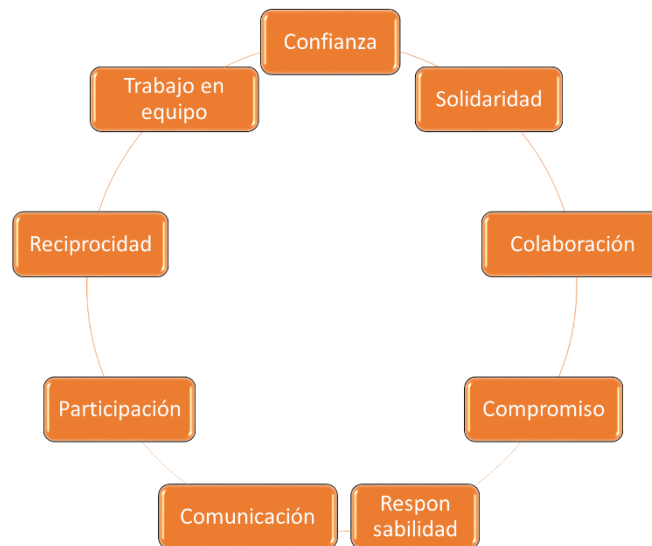 Confianza
Solidaridad
Colaboración
Compromiso
Respon
sabilidad
Comunicación
Participación
Reciprocidad
Trabajo en
equipo